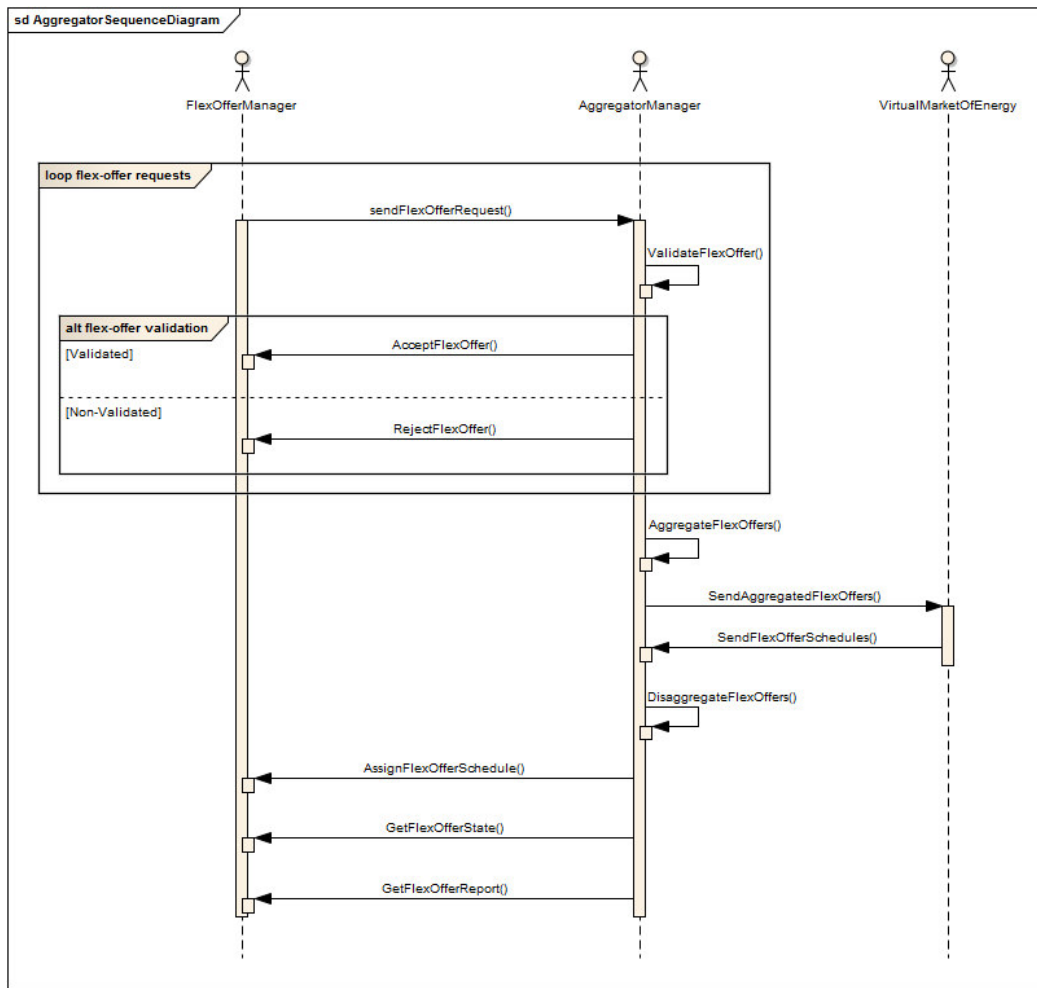 sd AggregatorSequenceDiagram
FlexOfferManager
AggregatorManager
VirtualMarketOfEnergy
loop flex-offer requests
sendFlexOfferRequest()
ValidateFlexOffer()
alt flex-offer validation
[Validated]
AcceptFlexOffer()
[Non-Validated]
RejectFlexOffer()
AggregateFlexOffers()
SendAggregatedFlexOffers()
SendFlexOfferSchedules()
DisaggregateFlexOffers()
AssignFlexOfferSchedule()
GetFlexOfferState()
GetFlexOfferReport()